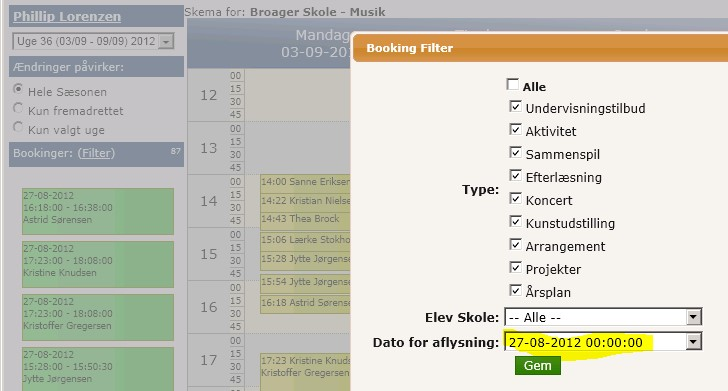 Phillip Lorenzen
Uge 36 (03/09 - 09/09) 2012
Ændringer påvirker:
Hele Sæsonen
Kun fremadrettet
Kun valgt uge
Bookinger: (Filter) 87
27-08-2012
16:18:00 - 16:38:00
Astrid Sørensen
27-08-2012
17:23:00 - 18:08:00
Kristine Knudsen
27-08-2012
17:23:00 - 18:08:00
Kristoffer Gregersen
27-08-2012
15:28:00 - 15:50:30
Jytte Jørgensen
Skema for: Broager Skole - Musik
Mandag
03-09-201
12 00 15 30 45
13 00 15 30 45
14 00 15 30 45
15 00 15 30 45
16 00 15 30 45
17 00 15 30 45
14:00 Sanne Eriksen
14:22 Kristian Nielse
14:43 Thea Brock
15:06 Lærke Stokho
15:28 Jytte Jørgens
15:54 Jytte Jørgens
16:18 Astrid Sørens
17:23 Kristine Knuds
Kristoffer Gregersen
Booking Filter
Type:
Alle
Undervisningstilbud
Aktivitet
Sammenspil
Efterlæsning
Koncert
Kunstudstilling
Arrangement
Projekter
Årsplan
Elev Skole: -- Alle --
Dato for aflysning: 27-08-2012 00:00:00
Gem